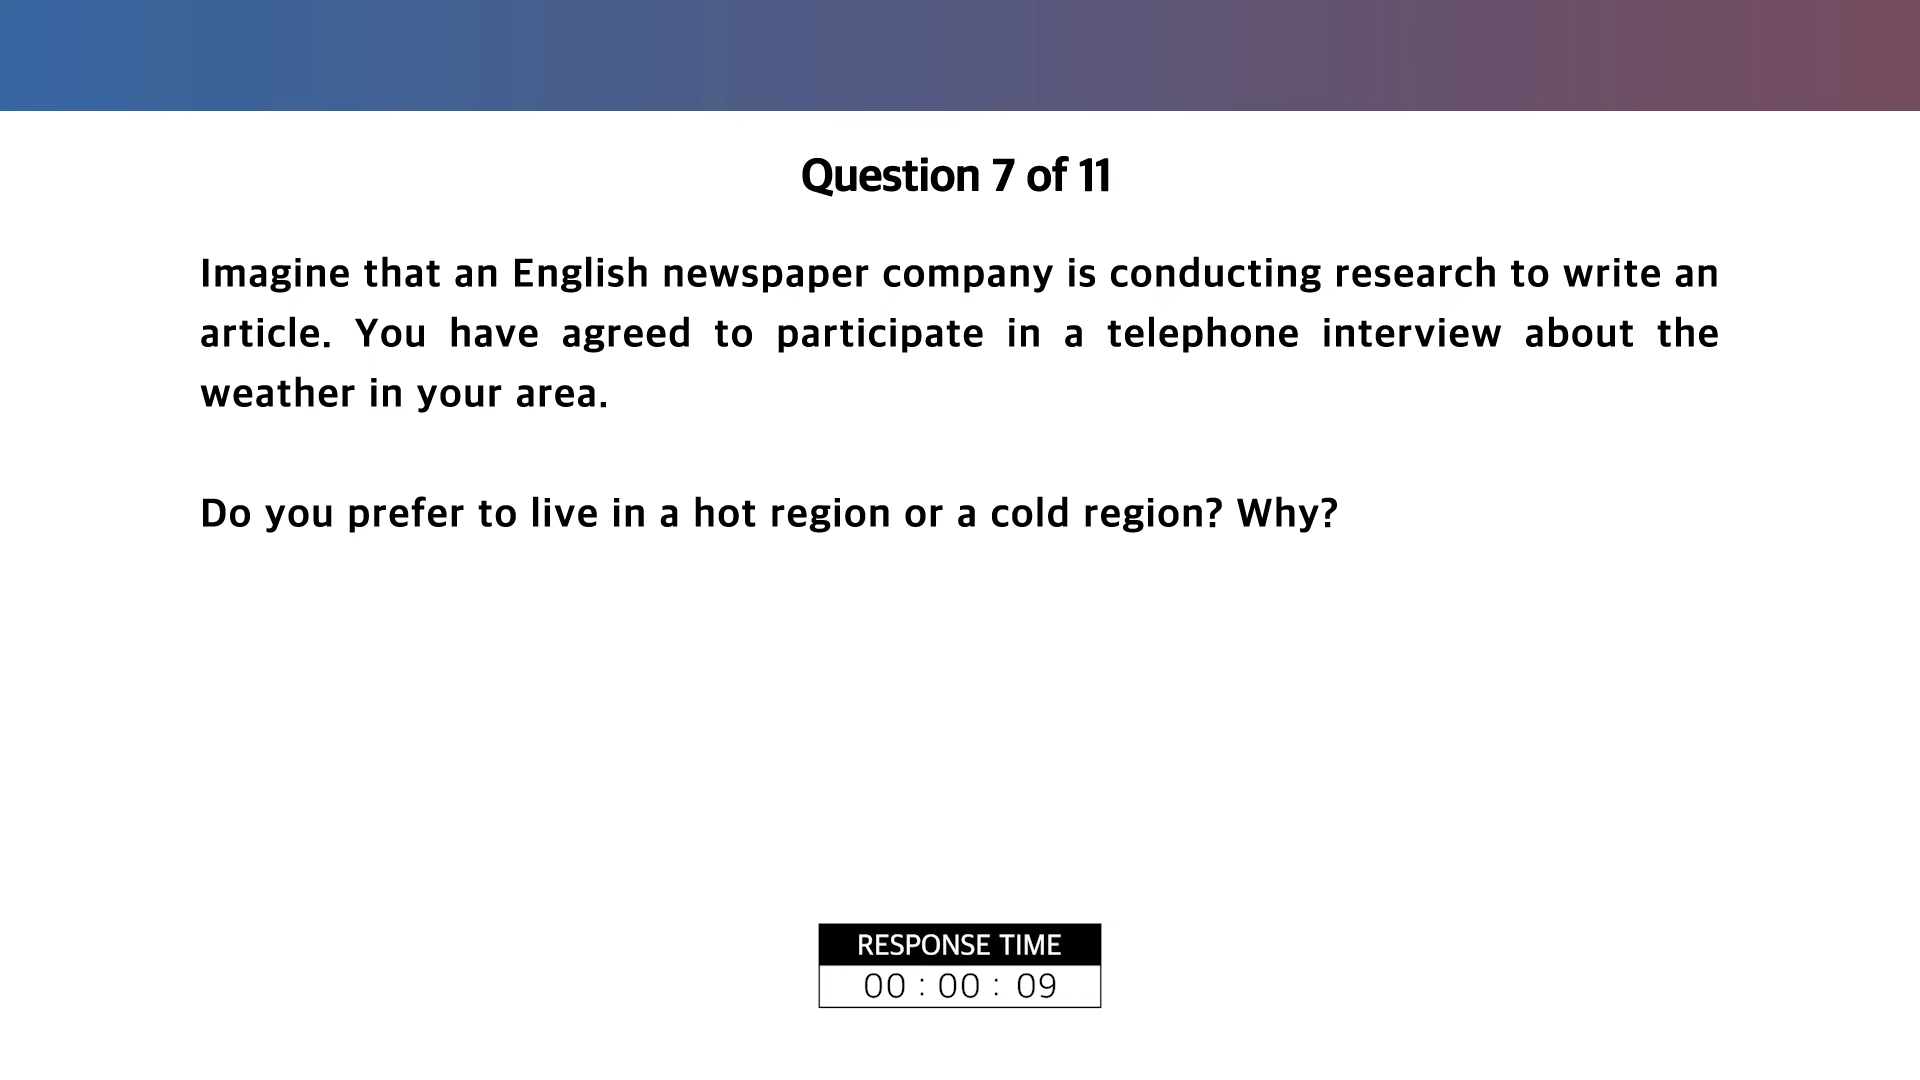 Question 7 of 11
Imagine that an English newspaper company is conducting research to write an
article. You have agreed to participate in a telephone interview about the
weather in your area.
Do you prefer to live in a hot region or a cold region? Why?
RESPONSE TIME
00 : 00 : 09